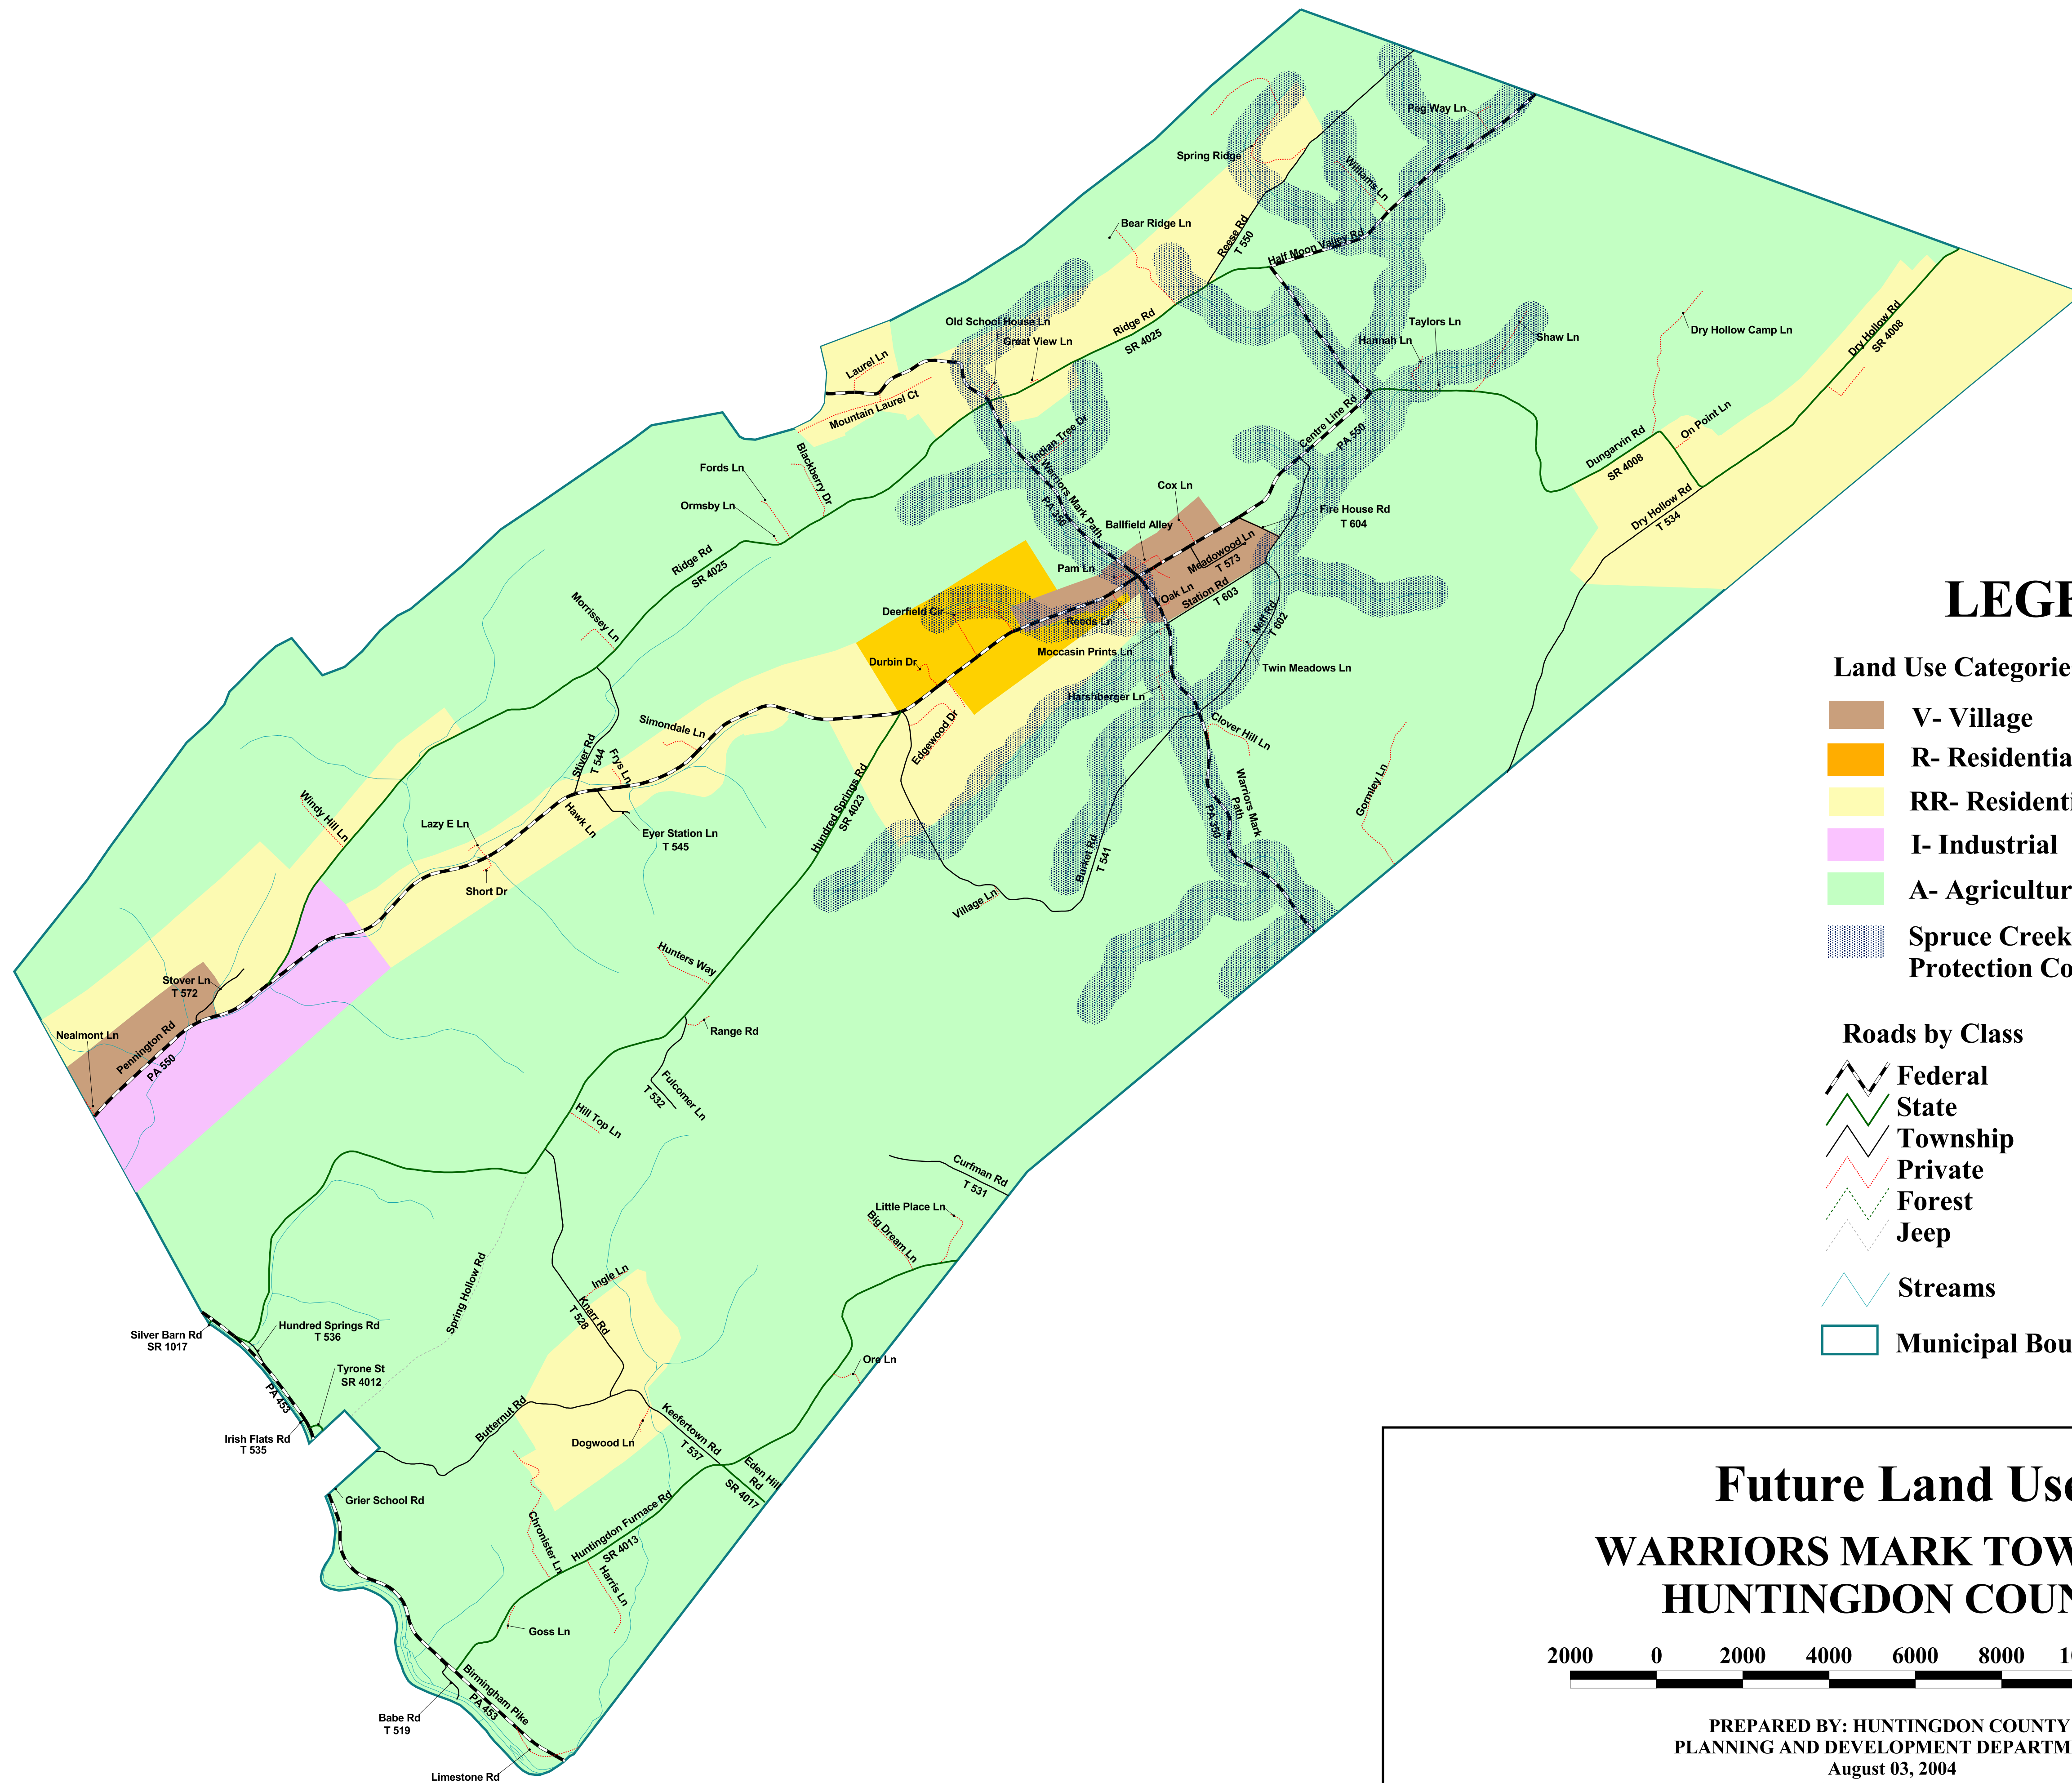 Peg Way Ln
Spring Ridge
Williams Ln
Bear Ridge Ln
Reese Rd
T 550
Half Moon Valley Rd
Old School House Ln
Great View Ln
Ridge Rd
SR 4025
Taylors Ln
Hannah Ln
Shaw Ln
Dry Hollow Camp Ln
Dry Hollow Rd
SR 4008
Laurel Ln
Mountain Laurel Ct
Indian Tree Dr
Centre Line Rd
PA 550
On Point Ln
Dungarvin Rd
SR 4008
Dry Hollow Rd
T 534
Blackberry Dr
Fords Ln
Ormsby Ln
Warriors Mark Path
PA 350
Cox Ln
Ballfield Alley
Fire House Rd
T 604
Ridge Rd
SR 4025
Pam Ln
Meadowood Ln
T 573
Oak Ln
Station Rd
T 603
Morrissey Ln
Deerfield Cir
Reeds Ln
Neff Rd
T 602
Durbin Dr
Moccasin Prints Ln
Twin Meadows Ln
Harshberger Ln
Clover Hill Ln
Edgewood Dr
Simondale Ln
Stiver Rd
T 544
Frys Ln
Hundred Springs Rd
SR 4023
Warriors Mark
Path
PA 350
Gormley Ln
Windy Hill Ln
Lazy E Ln
Hawk Ln
Eyer Station Ln
T 545
Short Dr
Burket Rd
T 541
Village Ln
Hunters Way
Range Rd
Stover Ln
T 572
Nealmont Ln
Pennington Rd
PA 550
Fulcomer Ln
T 532
Hill Top Ln
Curfman Rd
T 531
Little Place Ln
Big Dream Ln
Spring Hollow Rd
Ingle Ln
Knarr Rd
T 528
Silver Barn Rd
SR 1017
Hundred Springs Rd
T 536
Tyrone St
SR 4012
PA 453
Irish Flats Rd
T 535
Ore Ln
Butternut Rd
Dogwood Ln
Keefertown Rd
T 537
Eden Hill
Rd
SR 4017
Grier School Rd
Chronister Ln
Huntingdon Furnace Rd
SR 4013
Harris Ln
Goss Ln
Birmingham Pike
PA 453
Babe Rd
T 519
Limestone Rd
Land Use Categorie
V- Village
R- Residentia
RR- Residenti
I- Industrial
A- Agricultur
Spruce Creek
Protection Co
Roads by Class
Federal
State
Township
Private
Forest
Jeep
Streams
Municipal Bou
Future Land Use
WARRIORS MARK TOW
HUNTINGDON COUN
2000 0 2000 4000 6000 8000
PREPARED BY: HUNTINGDON COUNTY
PLANNING AND DEVELOPMENT DEPARTM
August 03, 2004